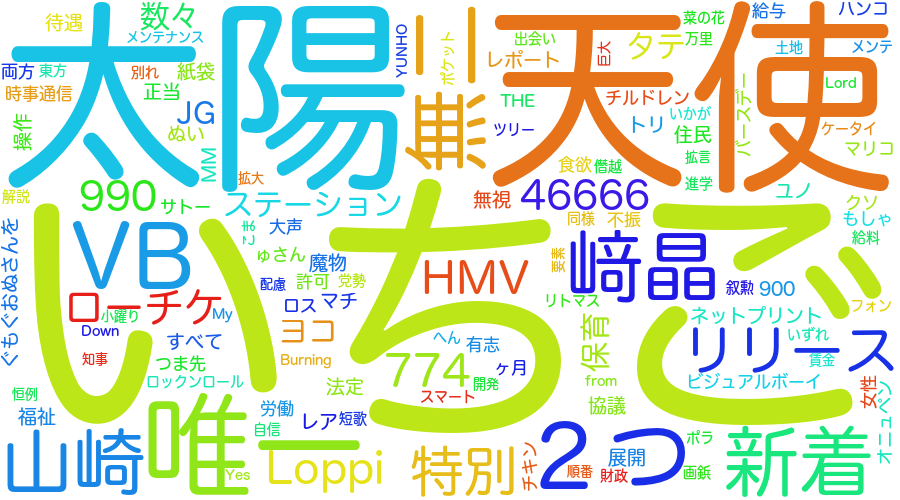 待遇
数々
メンテナンス
太陽
二
無
YUNHO
ポケット
天使
出会い
レポート
タテ
巨大
菜の花
万里
給与
ハンコ
土地
メンテ
両方
東方
別れ
紙袋
時事通信
正当
JG
操作
ぬい
MM
THE
ツリー
チルドレン
いかが
トリ
住民
バースデー
Lord
ケータイ
マリコ
拡言
食欲
僭越
進学
解説
990
サトー
拡大
ステーション
無視
46666
ユノ
クソ
もしゃ
給料
同様
不振
ぐもぐおぬさんを
いちご
VB
大声
まこ
ゅさん
魔物
配慮
許可
党勢
HMV
要素
﨑晶
叙勲
900
ローチケ
小躍り
My
Down
ロス
マチ
リトマス
ネットプリント
フォン
すべて
ヨコ
へん
有志
保育
リリース
いずれ
賃金
知事
つま先
Burning
774
ヶ月
開発
ロックンロール
法定
スマート
from
ビジュアルボーイ
恒例
福祉
唯一
労働
自信
レア
短歌
協議
女性
オニュペン
山崎
Yes
Loppi
特別
チキン
2つ
順番
展開
財政
ポラ
画鋲
新着